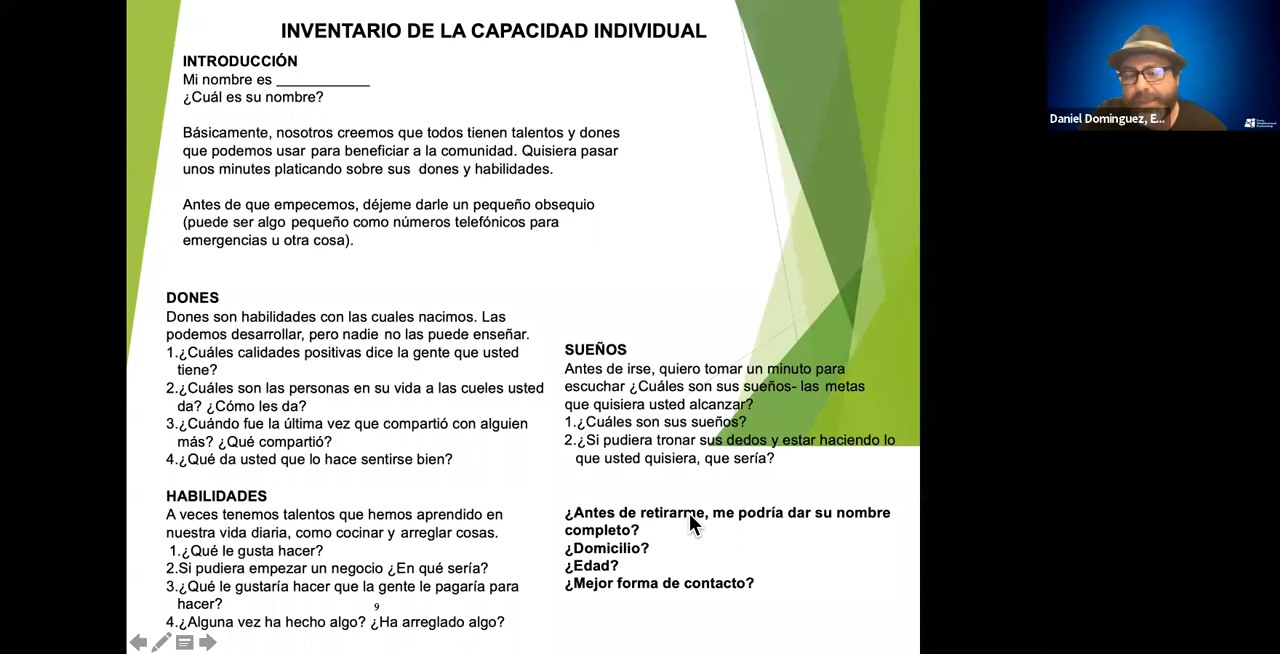 INVENTARIO DE LA CAPACIDAD INDIVIDUAL
INTRODUCCIÓN
Mi nombre es ____________
¿Cuál es su nombre?
Básicamente, nosotros creemos que todos tienen talentos y dones
que podemos usar para beneficiar a la comunidad. Quisiera pasar
unos minutes platicando sobre sus dones y habilidades.
Antes de que empecemos, déjeme darle un pequeño obsequio
(puede ser algo pequeño como números telefónicos para
emergencias u otra cosa).
DONES
Dones son habilidades con las cuales nacimos. Las
podemos desarrollar, pero nadie no las puede enseñar.
1.¿Cuáles calidades positivas dice la gente que usted
tiene?
2.¿Cuáles son las personas en su vida a las cueles usted
da? ¿Cómo les da?
3.¿Cuándo fue la última vez que compartió con alguien
más? ¿Qué compartió?
4.¿Qué da usted que lo hace sentirse bien?
HABILIDADES
A veces tenemos talentos que hemos aprendido en
nuestra vida diaria, como cocinar y arreglar cosas.
1.¿Qué le gusta hacer?
2.Si pudiera empezar un negocio ¿En qué sería?
3.¿Qué le gustaría hacer que la gente le pagaría para
hacer?
4.¿Alguna vez ha hecho algo? ¿Ha arreglado algo?
9
SUEÑOS
Antes de irse, quiero tomar un minuto para
escuchar ¿Cuáles son sus sueños- las metas
que quisiera usted alcanzar?
1.¿Cuáles son sus sueños?
2.¿Si pudiera tronar sus dedos y estar haciendo lo
que usted quisiera, que sería?
¿Antes de retirarme, me podría dar su nombre
completo?
¿Domicilio?
¿Edad?
¿Mejor forma de contacto?
Daniel Dominguez, E...